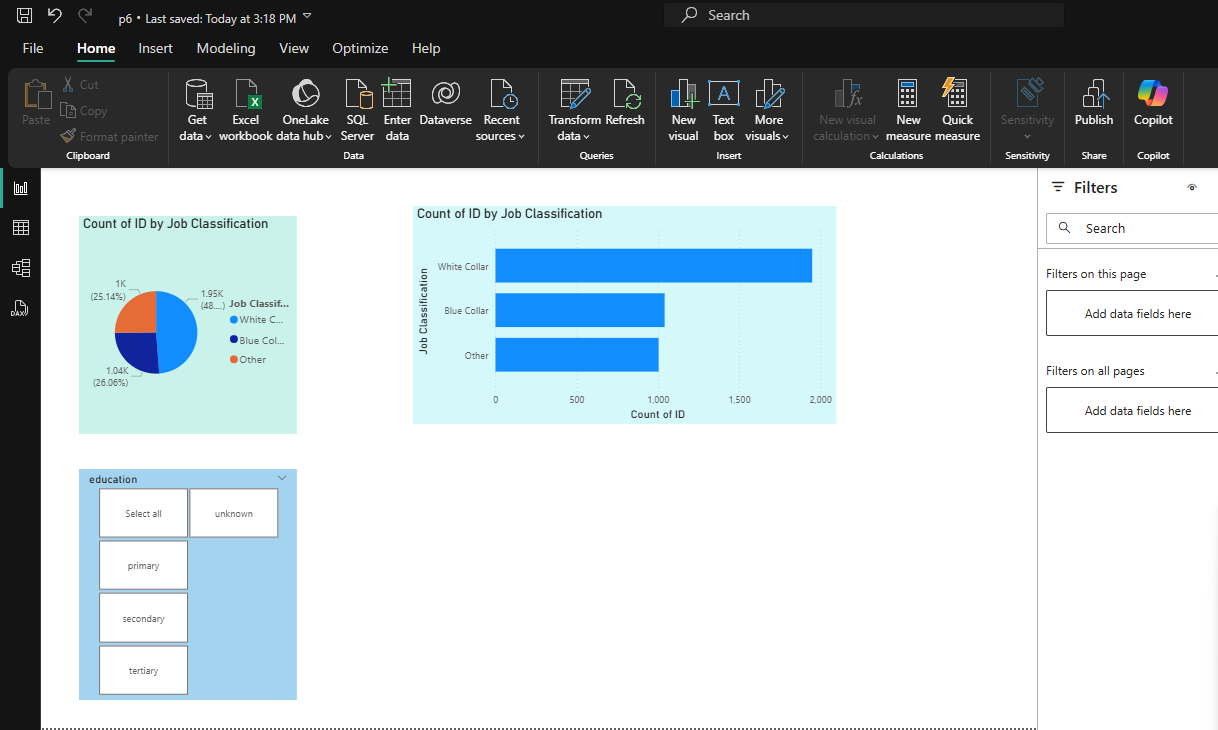 p6 • Last saved: Today at 3:18 PM
Search
File Home Insert Modeling View Optimize Help
Paste
Cut
Copy
Format painter
Clipboard
Get data
Excel workbook
OneLake data hub
SQL Server
Enter data
Dataverse
Recent sources
Data
Transform data
Refresh
Queries
New visual
Text box
More visuals
Insert
New visual calculation
New measure
Quick measure
Calculations
Sensitivity
Sensitivity
Publish
Share
Copilot
Copilot
DAX
Count of ID by Job Classification
1K
(25.14%)
1.95K
(48....)
1.04K
(26.06%)
Job Classif...
White C...
Blue Col...
Other
Count of ID by Job Classification
Job Classification
White Collar
Blue Collar
Other
0 500 1,000 1,500 2,000
Count of ID
education
Select all unknown
primary
secondary
tertiary
Filters
Search
Filters on this page
Add data fields here
Filters on all pages
Add data fields here